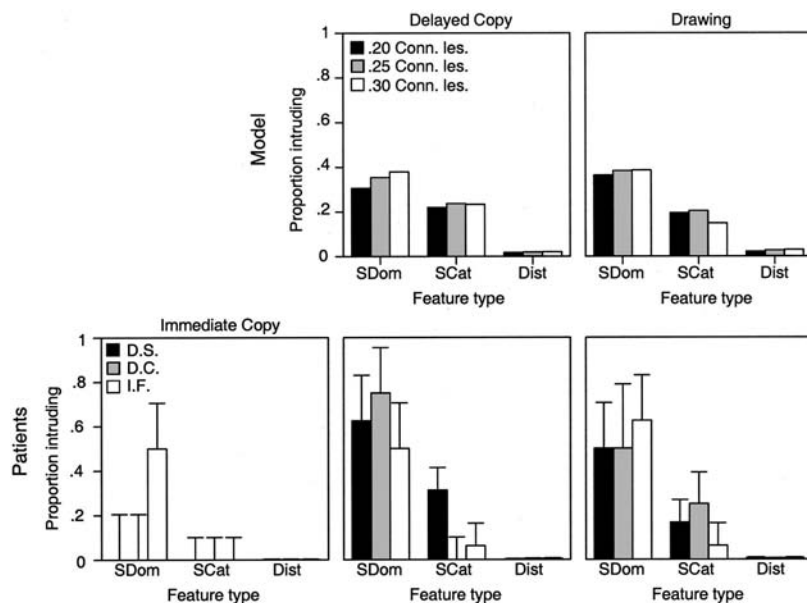 Delayed Copy
Drawing
Model
Proportion intruding
1
.8
.6
.4
.2
0
.20 Conn. les.
.25 Conn. les.
.30 Conn. les.
SDom SCat Dist
Feature type
SDom SCat Dist
Feature type
Immediate Copy
Patients
Proportion intruding
1
.8
.6
.4
.2
0
D.S.
D.C.
I.F.
SDom SCat Dist
Feature type
SDom SCat Dist
Feature type
SDom SCat Dist
Feature type